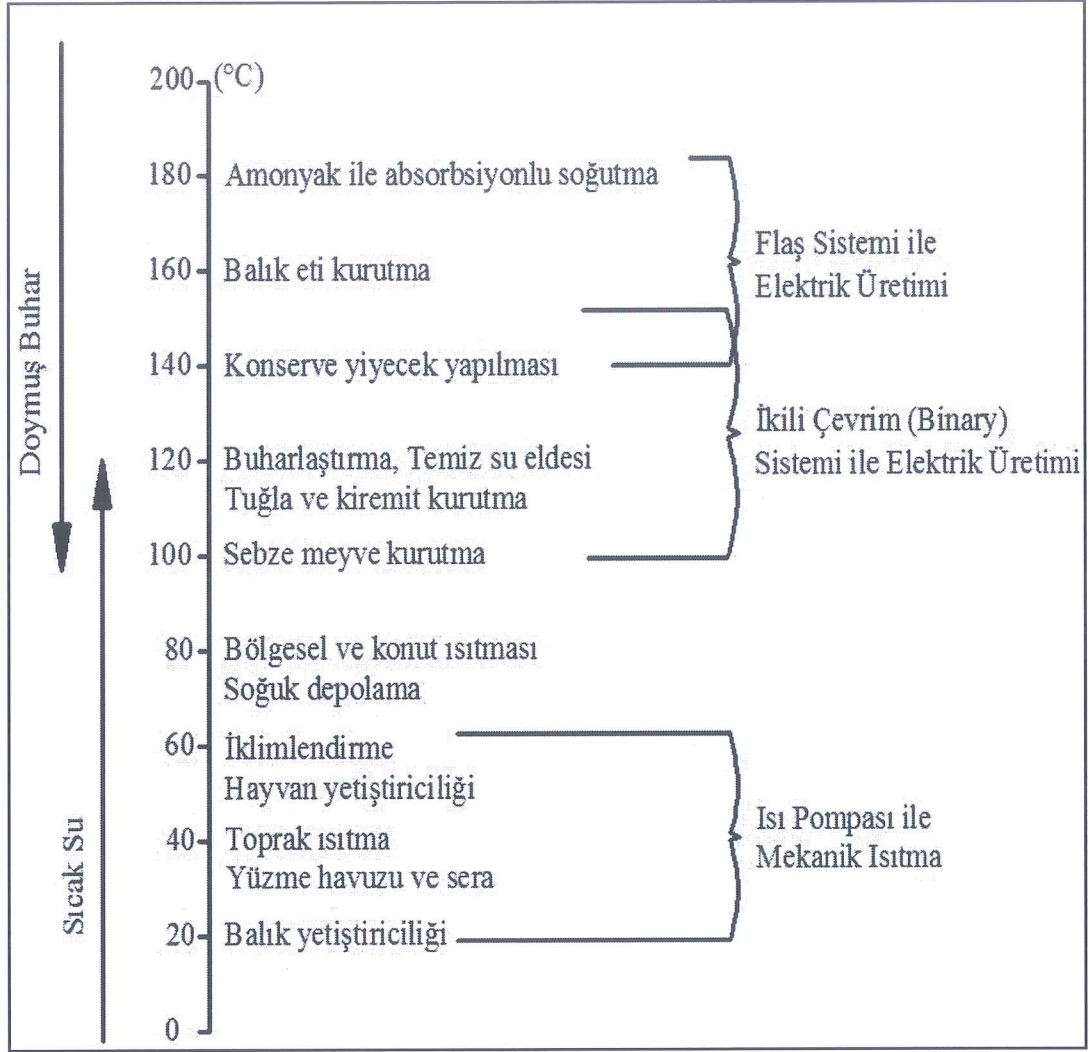 200 (°C)
180 Amonyak ile absorbsiyonlu soğutma
160 Balık eti kurutma
140 Konserve yiyecek yapılması
120 Buharlaştırma, Temiz su eldesi
Tuğla ve kiremit kurutma
100 Sebze meyve kurutma
80 Bölgesel ve konut ısıtması
Soğuk depolama
60 İklimlendirme
Hayvan yetiştiriciliği
40 Toprak ısıtma
Yüzme havuzu ve sera
20 Balık yetiştiriciliği
0
Doymuş Buhar
Sıcak Su
Flaş Sistemi ile
Elektrik Üretimi
İkili Çevrim (Binary)
Sistemi ile Elektrik Üretimi
Isı Pompası ile
Mekanik Isıtma